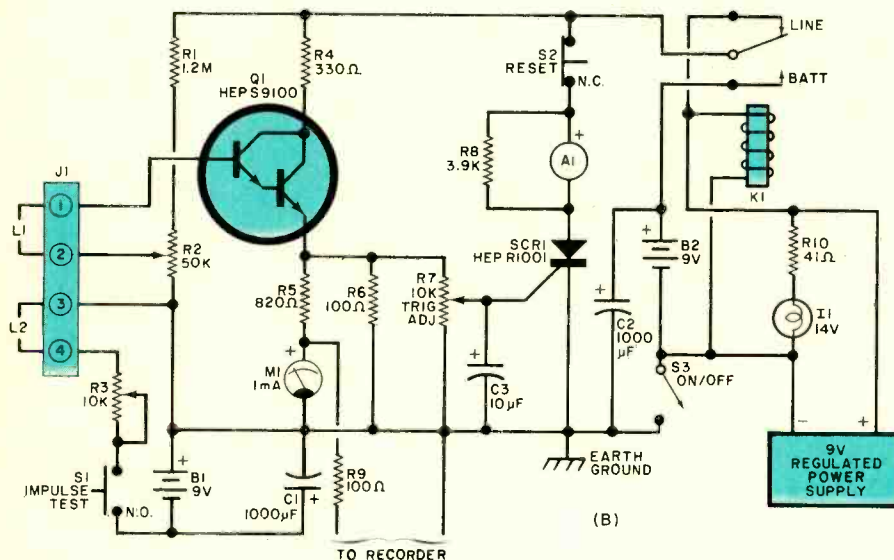 R1
1.2M
R4
330Ω
Q1
HEPS9100
S2
RESET
N.C.
LINE
BATT
R8
3.9K
A1
+
K1
J1
1
2
3
4
L1
L2
R2
50K
SCR1
HEP R1001
R5
820Ω
R6
100Ω
R7
10K
TRIG
ADJ
+
B2
9V
R10
41Ω
I1
14V
+
C2
1000
µF
+
M1
1mA
+
C3
10µF
S3
ON/OFF
R3
10K
S1
IMPULSE
TEST
N.O.
+
B1
9V
C1
1000µF
+
R9
100Ω
EARTH
GROUND
(B)
-
+
9V
REGULATED
POWER
SUPPLY
TO RECORDER